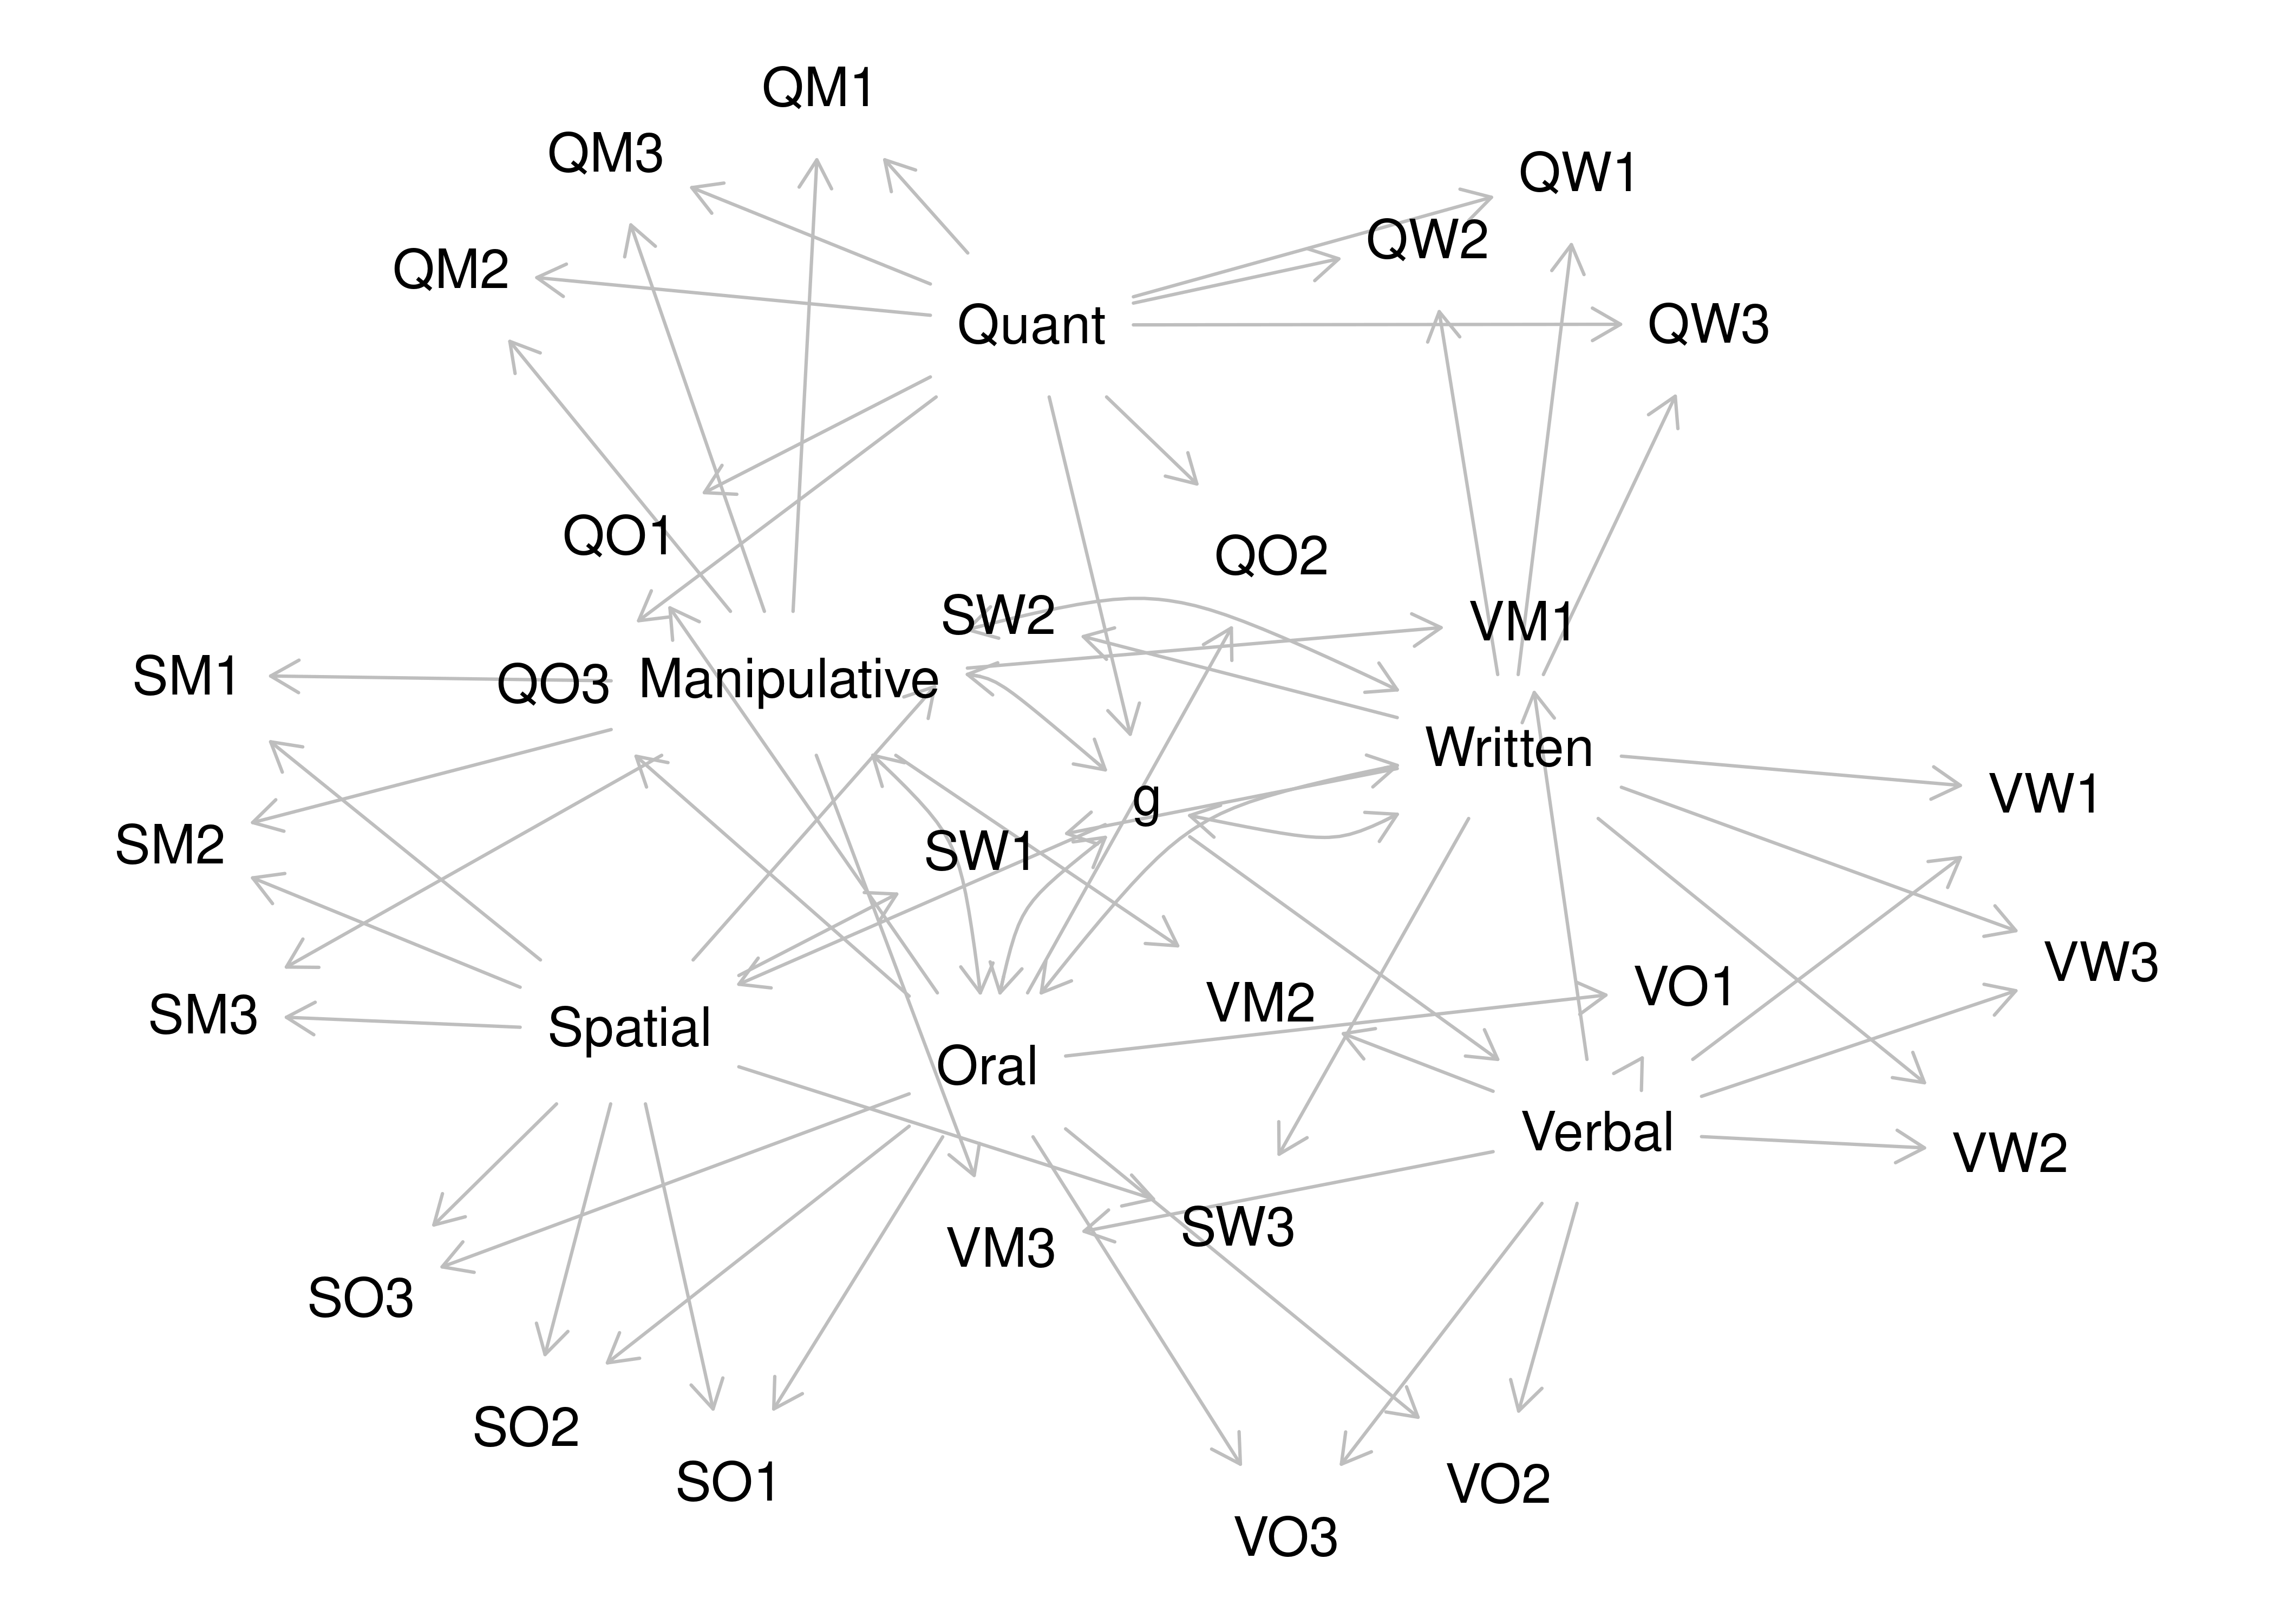 QM1
QM3
QW1
QW2
QM2
Quant
QW3
QO1
QO2
SW2
VM1
SM1
QO3
Manipulative
Written
g
VW1
SM2
SW1
VW3
VO1
VM2
SM3
Spatial
Oral
Verbal
VW2
SW3
VM3
SO3
SO2
SO1
VO2
VO3